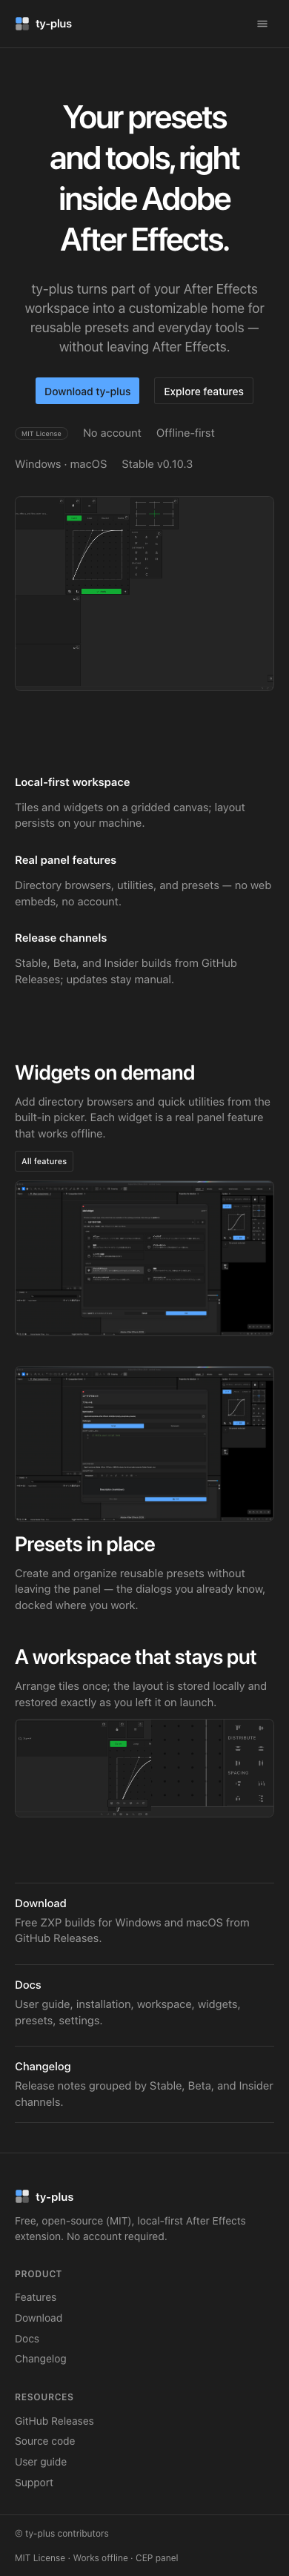 ty-plus
Your presets
and tools, right
inside Adobe
After Effects.
ty-plus turns part of your After Effects
workspace into a customizable home for
reusable presets and everyday tools —
without leaving After Effects.
Download ty-plus
Explore features
MIT License
No account
Offline-first
Windows · macOS
Stable v0.10.3
Local-first workspace
Tiles and widgets on a gridded canvas; layout
persists on your machine.
Real panel features
Directory browsers, utilities, and presets — no web
embeds, no account.
Release channels
Stable, Beta, and Insider builds from GitHub
Releases; updates stay manual.
Widgets on demand
Add directory browsers and quick utilities from the
built-in picker. Each widget is a real panel feature
that works offline.
All features
Presets in place
Create and organize reusable presets without
leaving the panel — the dialogs you already know,
docked where you work.
A workspace that stays put
Arrange tiles once; the layout is stored locally and
restored exactly as you left it on launch.
DISTRIBUTE
SPACING
Download
Free ZXP builds for Windows and macOS from
GitHub Releases.
Docs
User guide, installation, workspace, widgets,
presets, settings.
Changelog
Release notes grouped by Stable, Beta, and Insider
channels.
ty-plus
Free, open-source (MIT), local-first After Effects
extension. No account required.
PRODUCT
Features
Download
Docs
Changelog
RESOURCES
GitHub Releases
Source code
User guide
Support
© ty-plus contributors
MIT License · Works offline · CEP panel